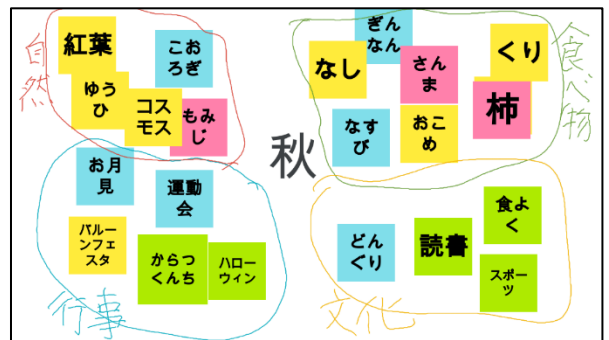 自然
紅葉
こお
ろぎ
ゆう
ひ
コス
モス
もみ
じ
ぎん
なん
なし
さん
ま
くり
柿
なす
び
おこ
め
食べ物
秋
お月
見
運動
会
バルー
ンフェ
スタ
からつ
くんち
ハロー
ウィン
行事
どん
ぐり
読書
食よ
く
スポー
ツ
文化